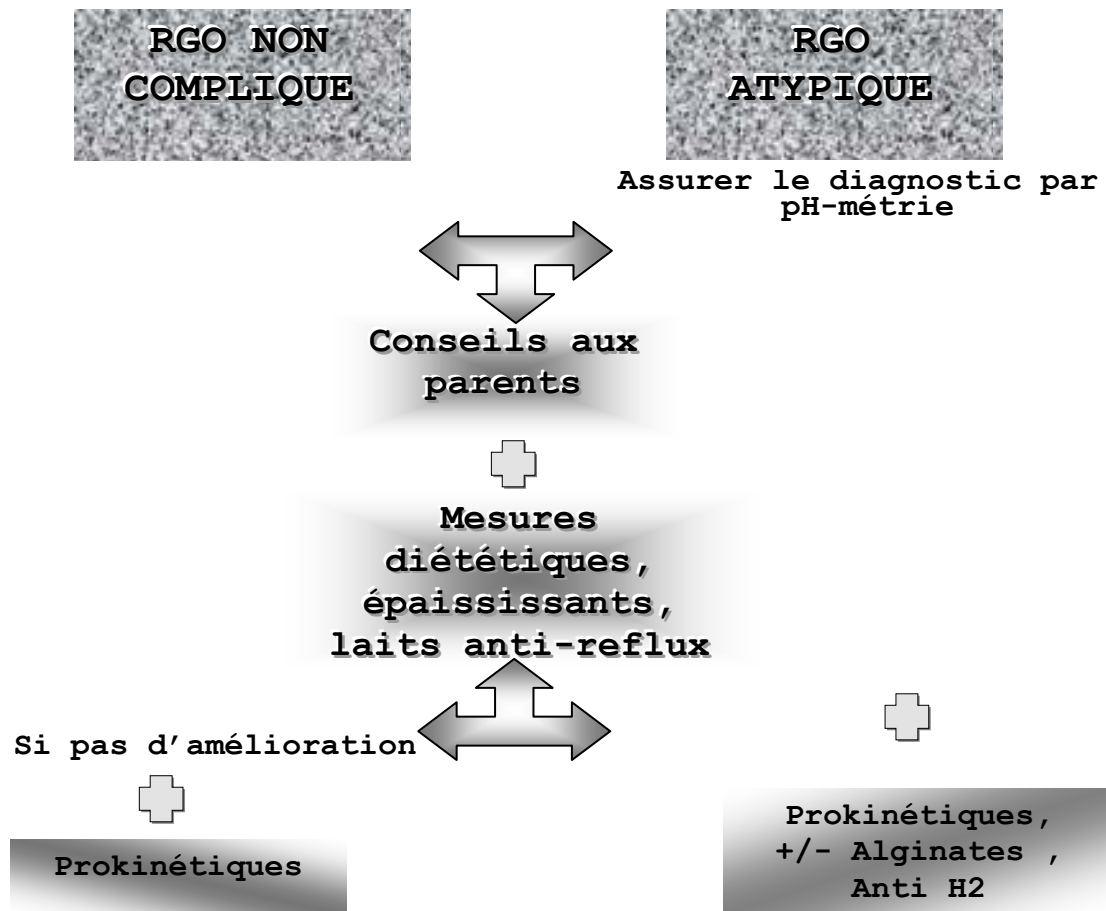 RGO NON
COMPLIQUE
RGO
ATYPIQUE
Assurer le diagnostic par
pH-métrie
Conseils aux
parents
Mesures
diététiques,
épaississants,
laits anti-reflux
Si pas d'amélioration
Prokinétiques
Prokinétiques,
+/- Alginates ,
Anti H2